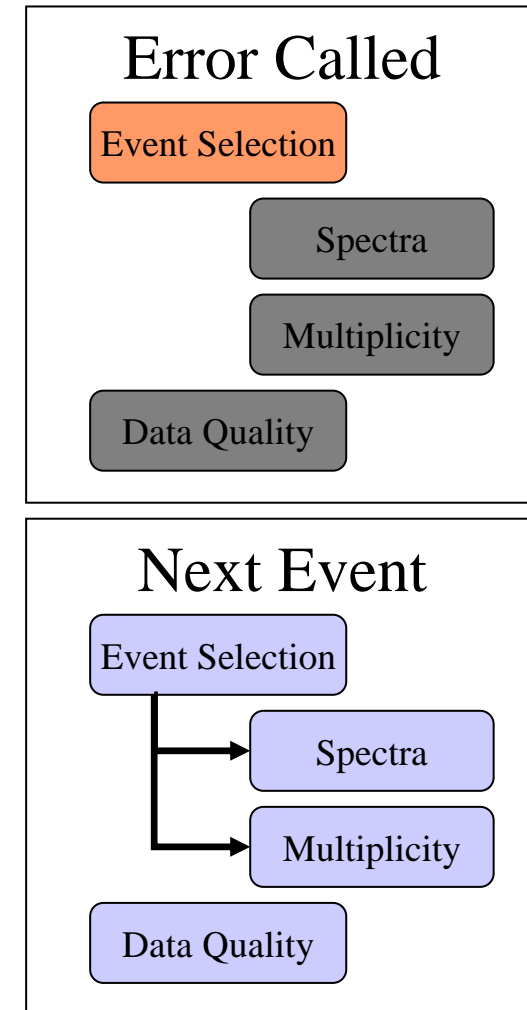 Error Called
Event Selection
Spectra
Multiplicity
Data Quality
Next Event
Event Selection
Spectra
Multiplicity
Data Quality